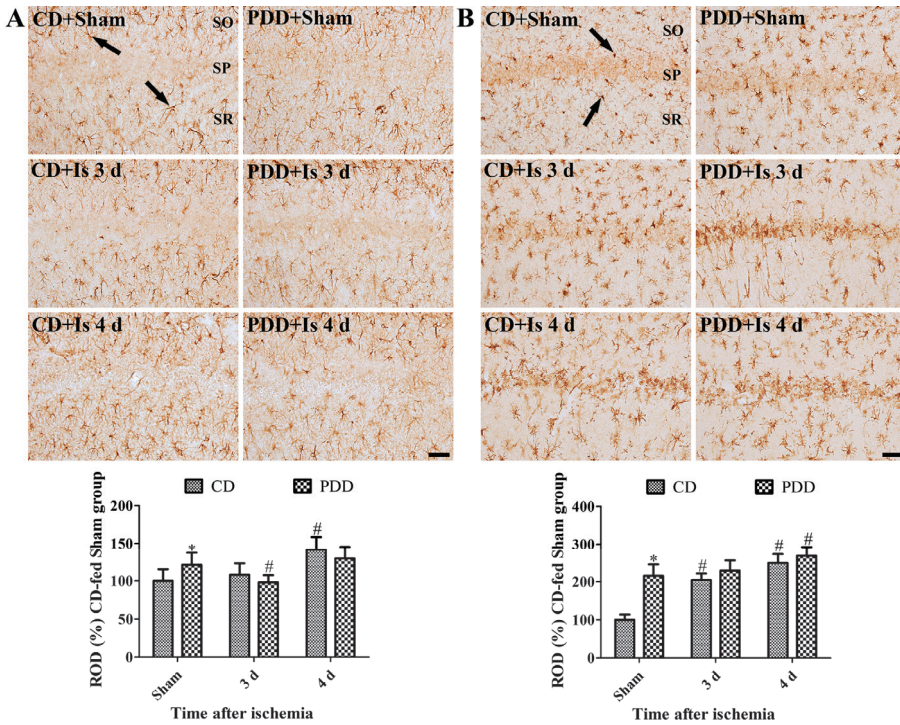 A
CD+Sham
SO
SP
SR
PDD+Sham
CD+Is 3 d
PDD+Is 3 d
CD+Is 4 d
PDD+Is 4 d
CD
PDD
ROD (%) CD-fed Sham group
200
150
100
50
0
*
#
#
Sham
3 d
4 d
Time after ischemia
B
CD+Sham
SO
SP
SR
PDD+Sham
CD+Is 3 d
PDD+Is 3 d
CD+Is 4 d
PDD+Is 4 d
CD
PDD
ROD (%) CD-fed Sham group
400
300
200
100
0
*
#
#
#
Sham
3 d
4 d
Time after ischemia